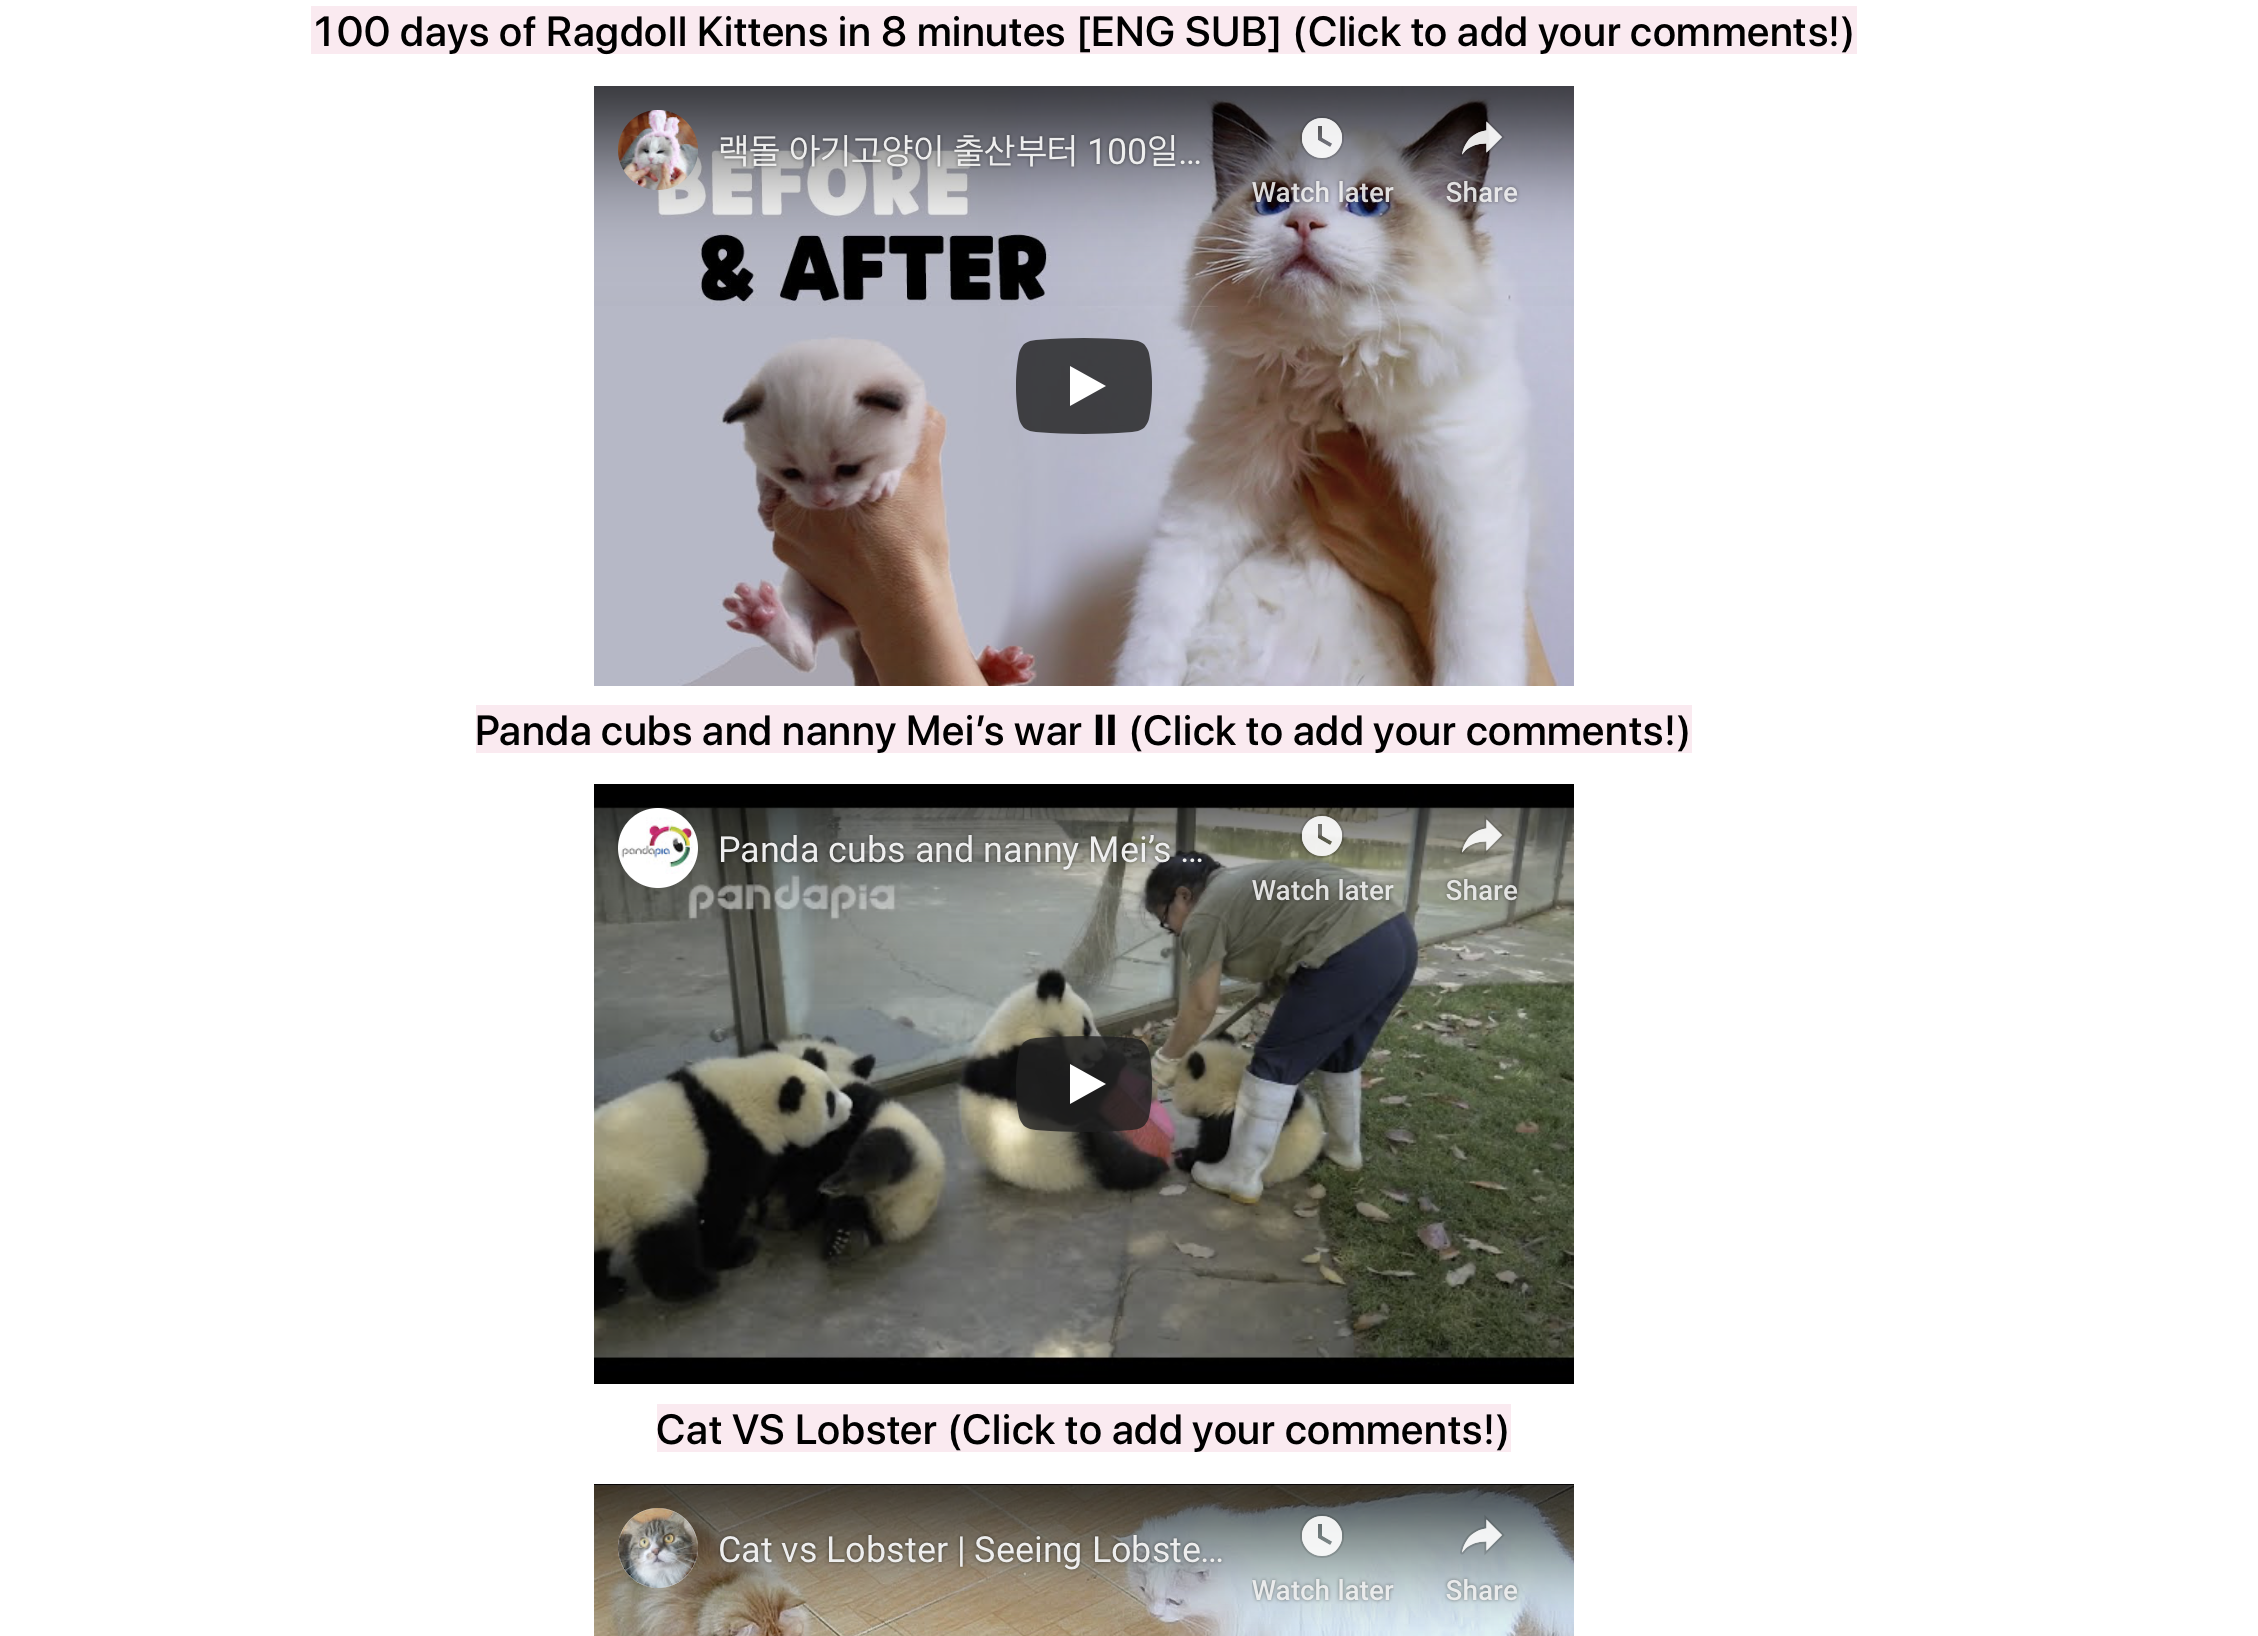 100 days of Ragdoll Kittens in 8 minutes [ENG SUB] (Click to add your comments!)
랙돌 아기고양이 출산부터 100일...
Watch later
Share
BEFORE
& AFTER
Panda cubs and nanny Mei’s war Ⅱ (Click to add your comments!)
pandapia
Panda cubs and nanny Mei’s ...
Watch later
Share
pandapia
Cat VS Lobster (Click to add your comments!)
Cat vs Lobster | Seeing Lobste...
Watch later
Share